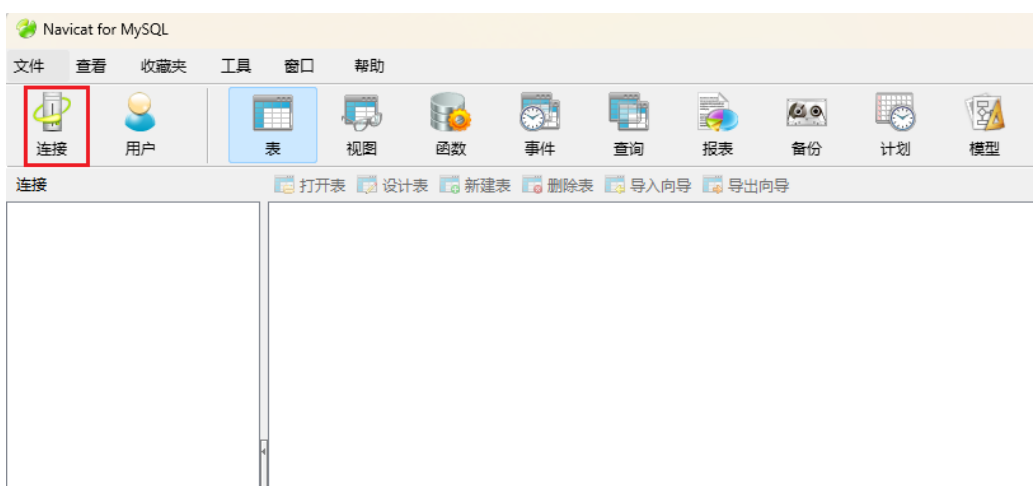 Navicat for MySQL
文件 查看 收藏夹 工具 窗口 帮助
连接 用户 表 视图 函数 事件 查询 报表 备份 计划 模型
连接 打开表 设计表 新建表 删除表 导入向导 导出向导